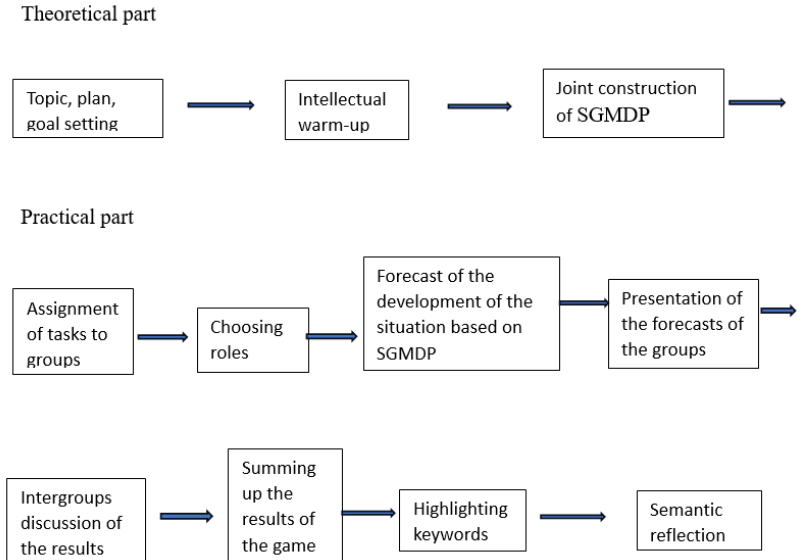 Theoretical part
Topic, plan,
goal setting
Intellectual
warm-up
Joint construction
of SGMDP
Practical part
Assignment
of tasks to
groups
Choosing
roles
Forecast of the
development of the
situation based on
SGMDP
Presentation of
the forecasts of
the groups
Intergroups
discussion of
the results
Summing
up the
results of
the game
Highlighting
keywords
Semantic
reflection